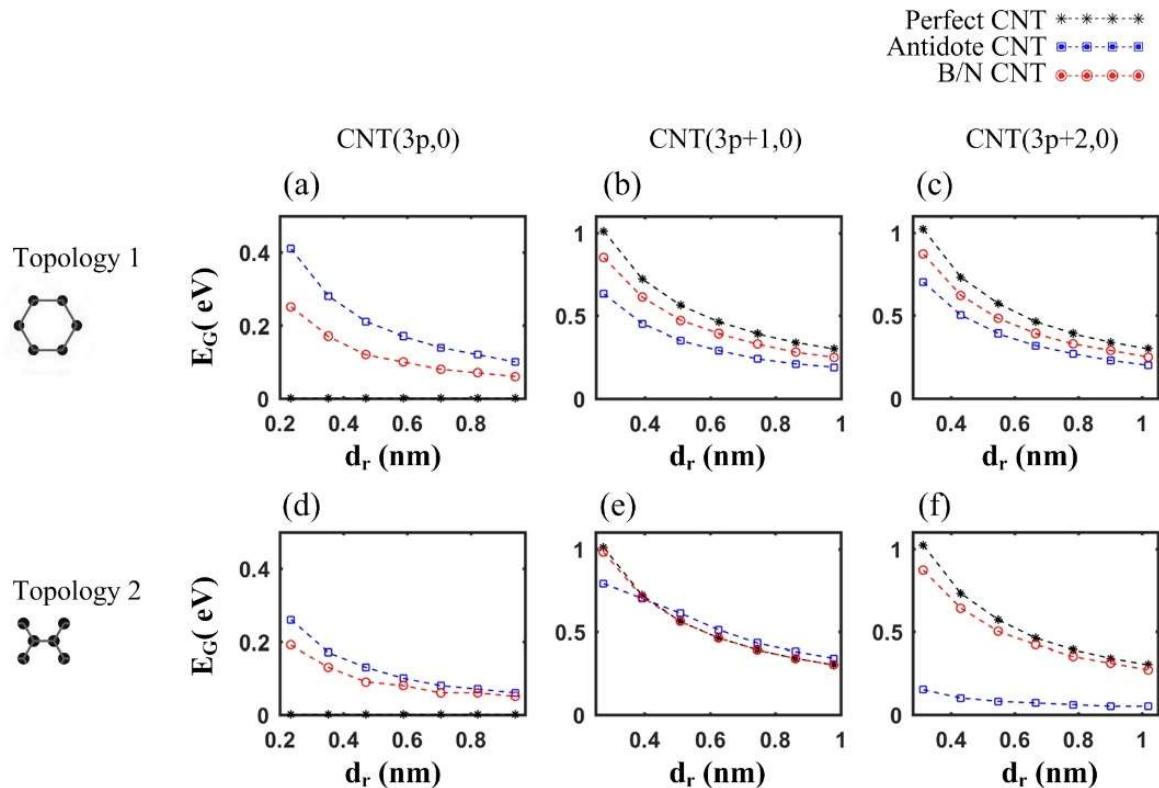 Perfect CNT
Antidote CNT
B/N CNT
CNT(3p,0) CNT(3p+1,0) CNT(3p+2,0)
(a) (b) (c)
Topology 1
E_G( eV)
0.4
0.2
0
0.2 0.4 0.6 0.8
d_r (nm)
1
0.5
0
0.4 0.6 0.8 1
d_r (nm)
1
0.5
0
0.4 0.6 0.8 1
d_r (nm)
(d) (e) (f)
Topology 2
E_G( eV)
0.4
0.2
0
0.2 0.4 0.6 0.8
d_r (nm)
1
0.5
0
0.4 0.6 0.8 1
d_r (nm)
1
0.5
0
0.4 0.6 0.8 1
d_r (nm)